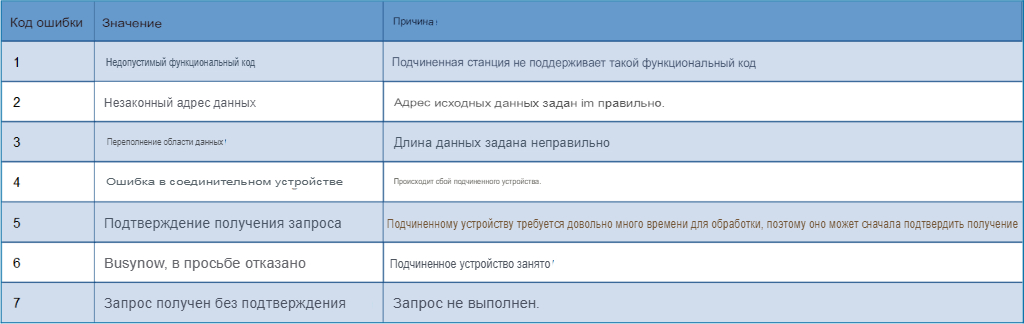 Код ошибки Значение Причина:
1 Недопустимый функциональный код Подчиненная станция не поддерживает такой функциональный код
2 Незаконный адрес данных Адрес исходных данных задан im правильно.
3 Переполнение области данных' Длина данных задана неправильно
4 Ошибка в соединительном устройстве Происходит сбой подчиненного устройства.
5 Подтверждение получения запроса Подчиненному устройству требуется довольно много времени для обработки, поэтому оно может сначала подтвердить получение
6 Busynow, в просьбе отказано Подчиненное устройство занято'
7 Запрос получен без подтверждения Запрос не выполнен.